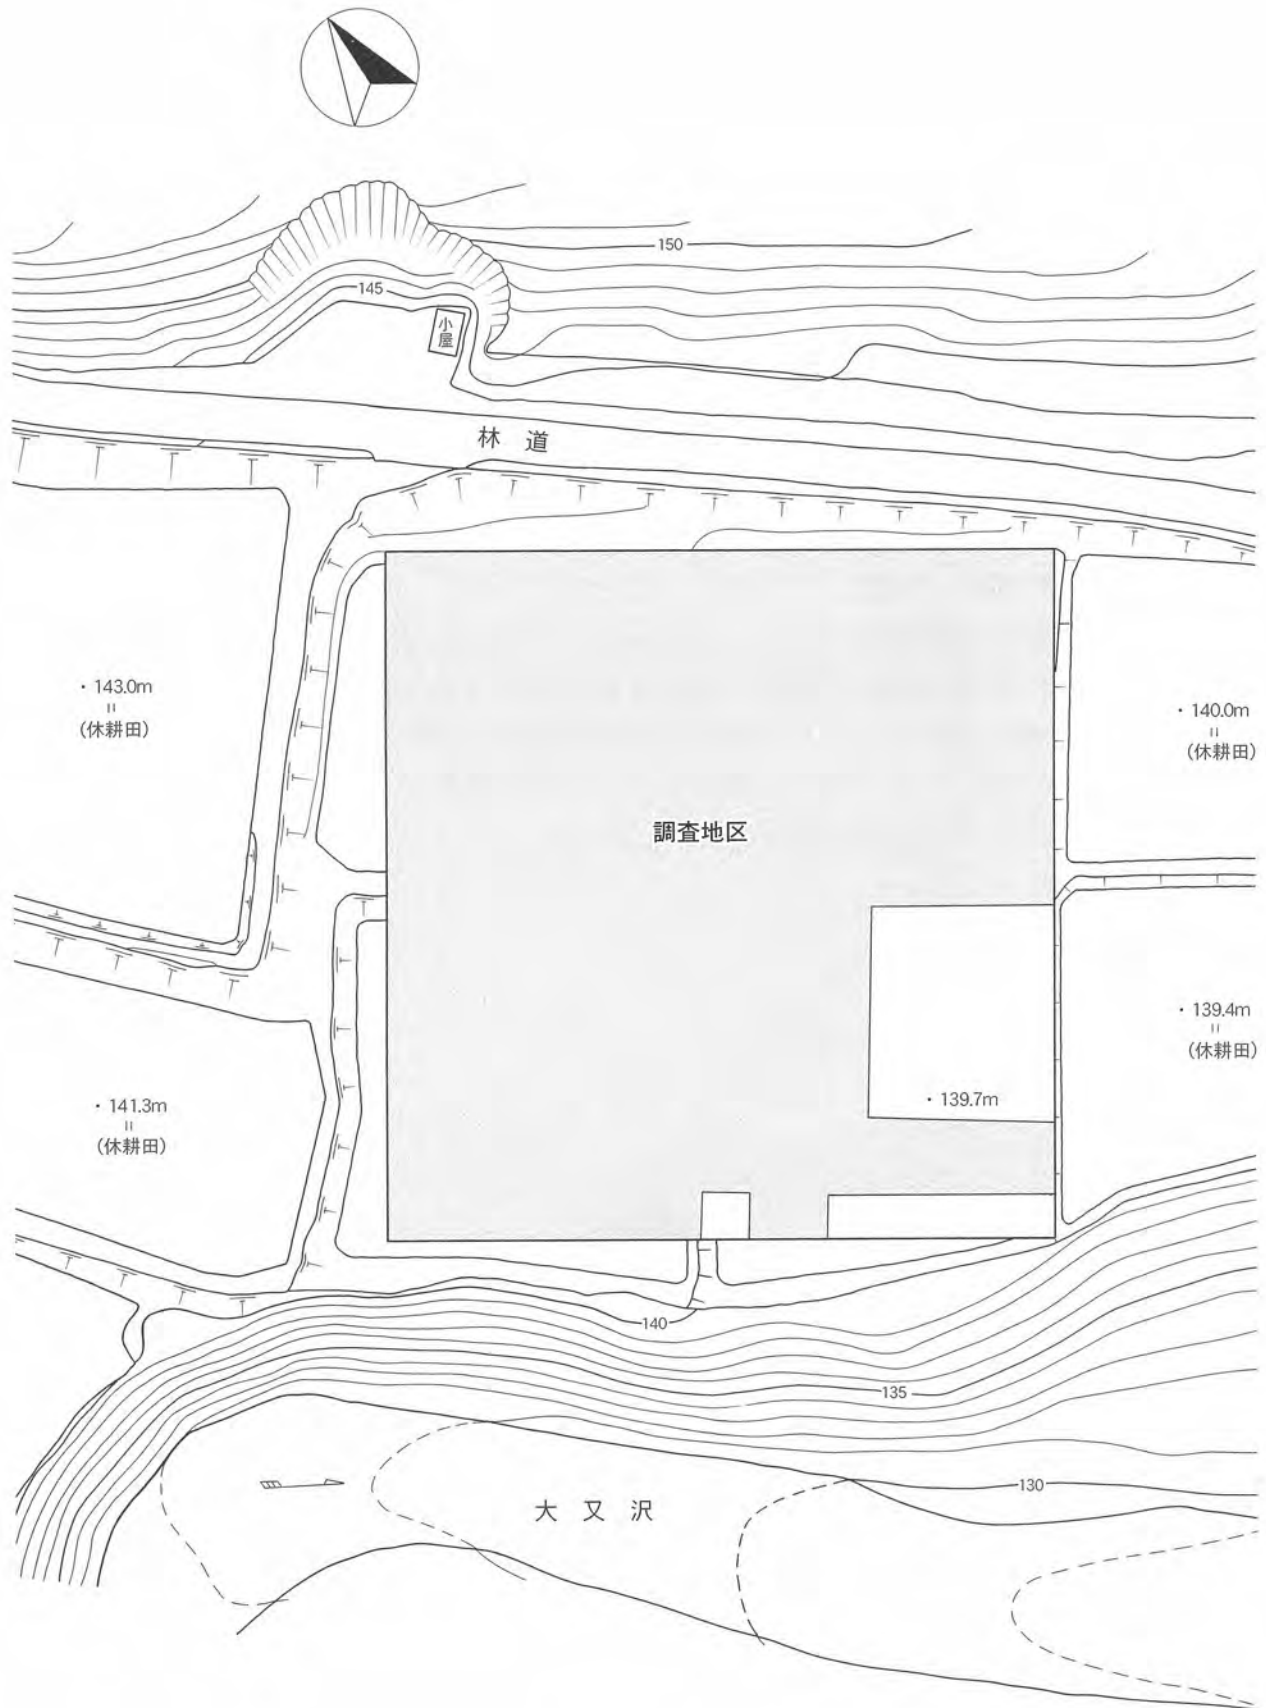 150
145
小屋
林道
・143.0m
〃
(休耕田)
・140.0m
〃
(休耕田)
調査地区
・139.4m
〃
(休耕田)
・139.7m
・141.3m
〃
(休耕田)
140
135
130
大又沢